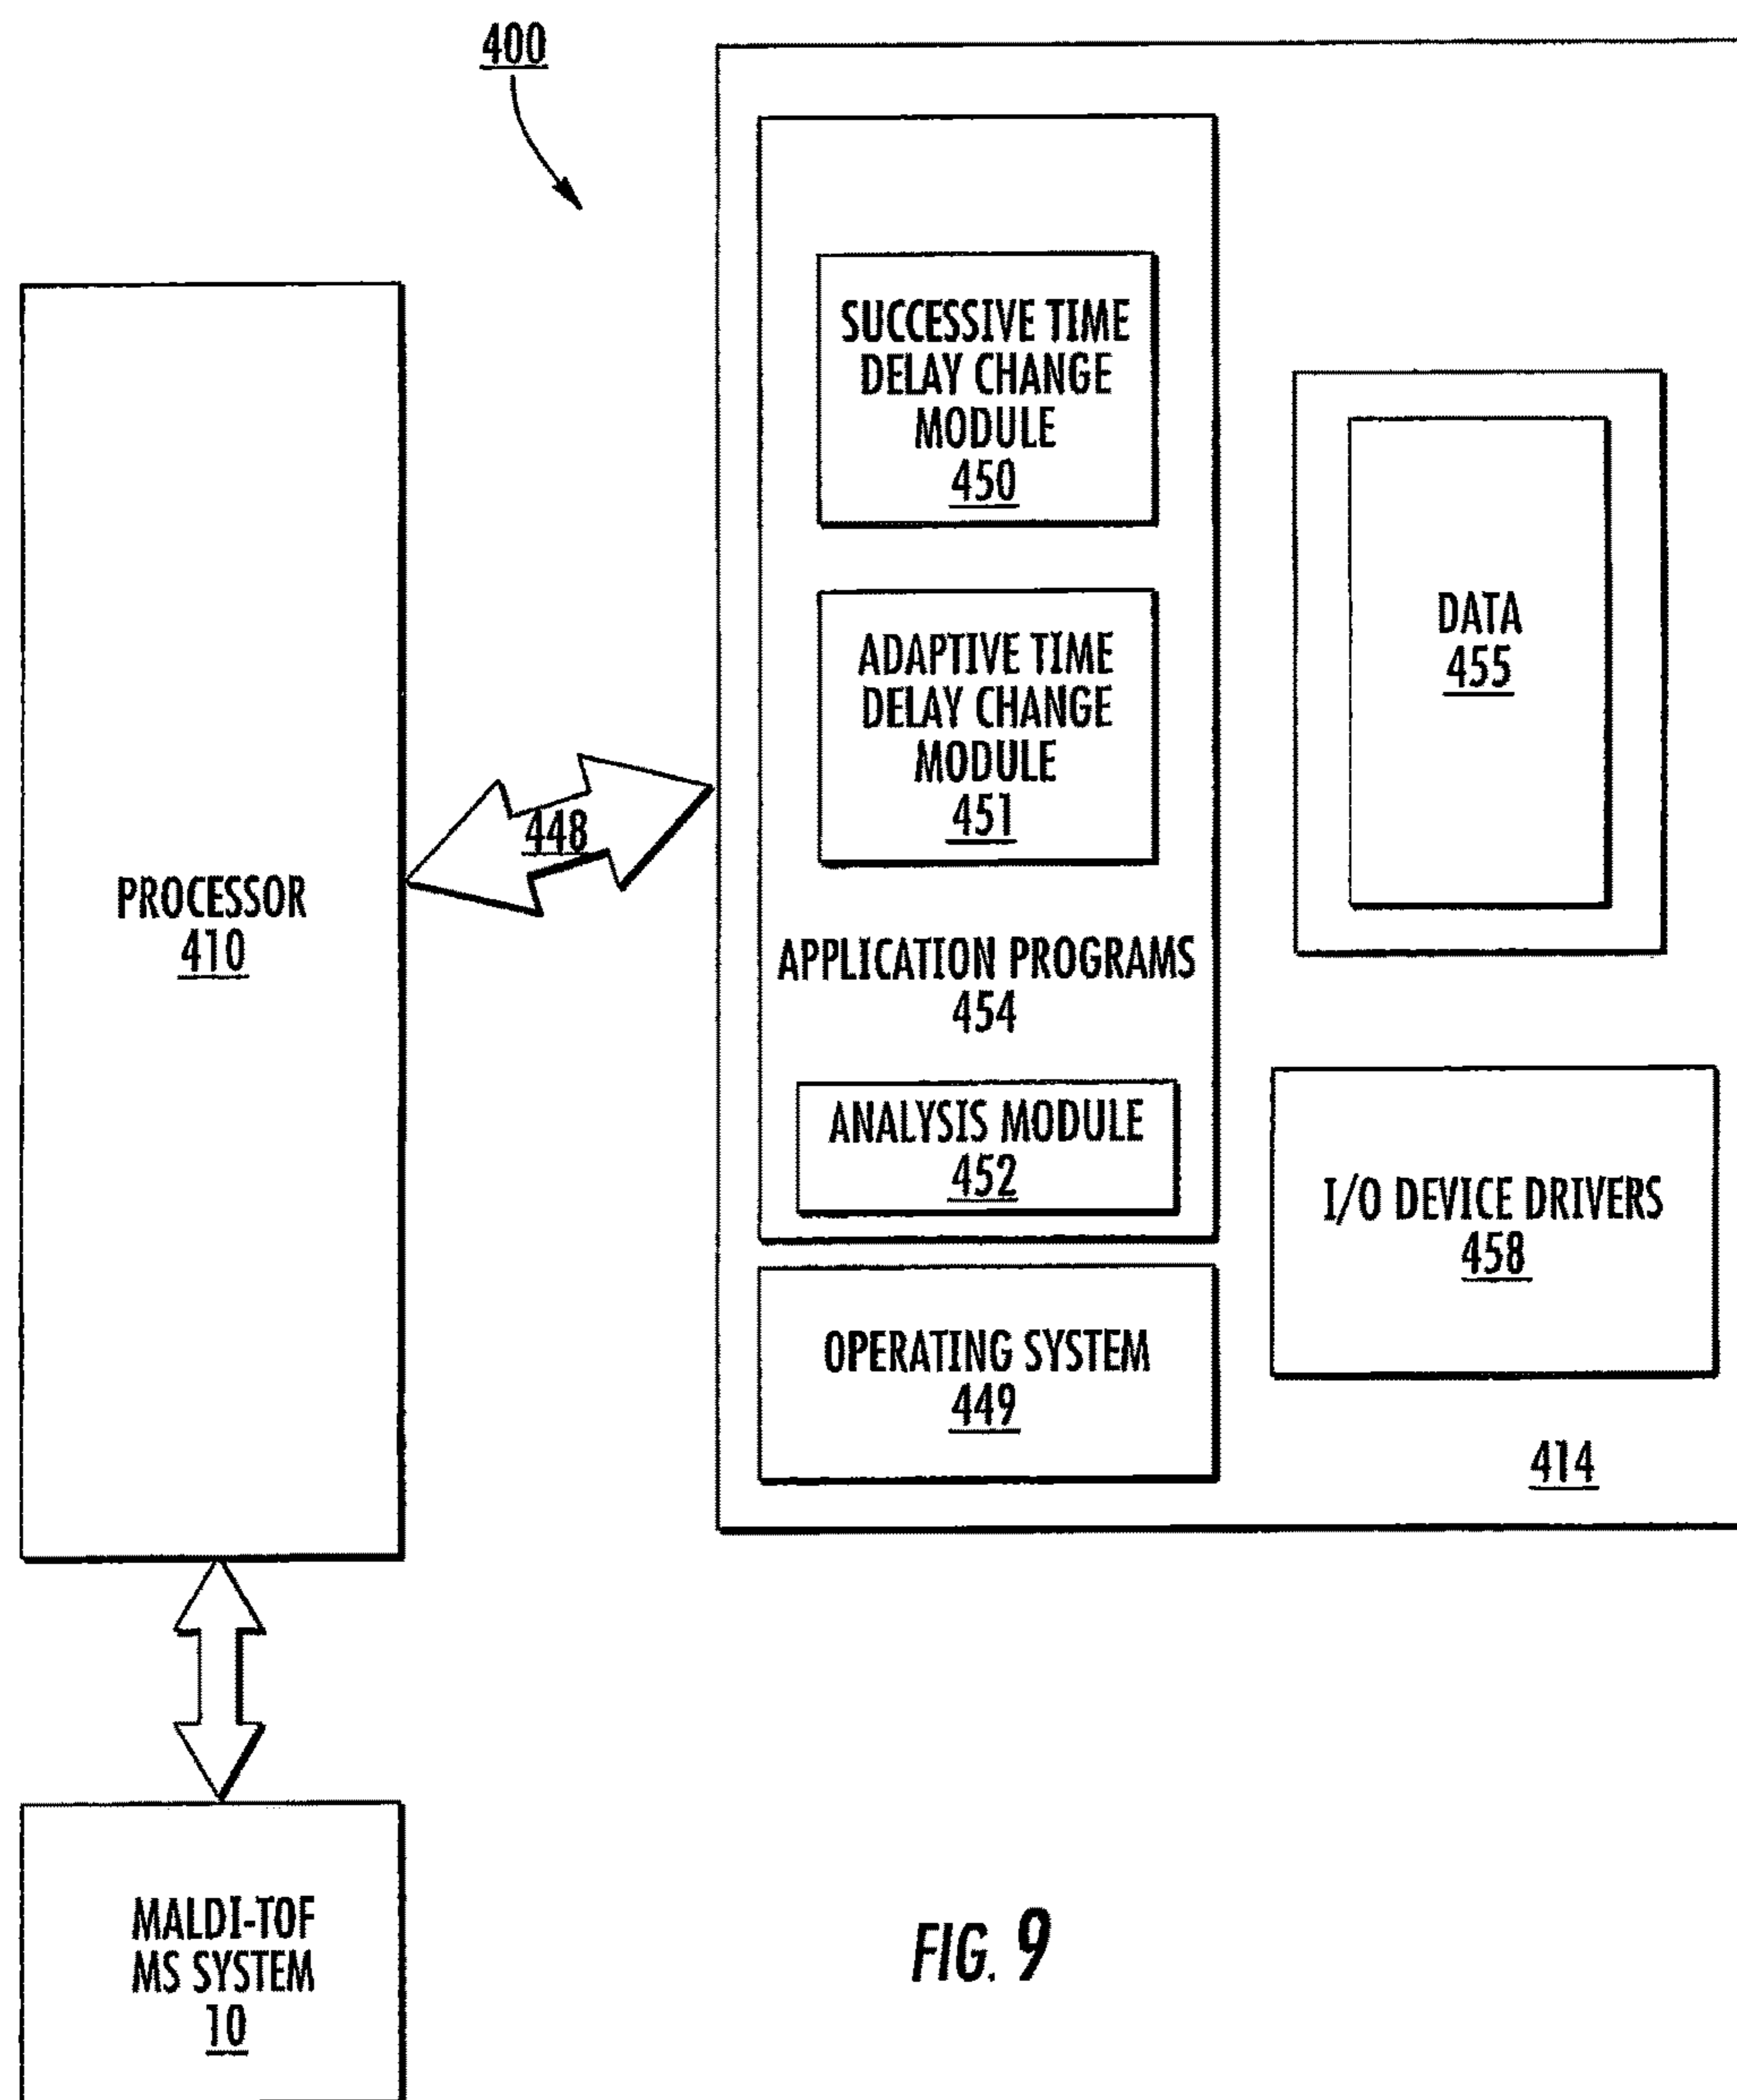 400
SUCCESSIVE TIME
DELAY CHANGE
MODULE
450
ADAPTIVE TIME
DELAY CHANGE
MODULE
451
APPLICATION PROGRAMS
454
ANALYSIS MODULE
452
OPERATING SYSTEM
449
DATA
455
I/O DEVICE DRIVERS
458
414
448
PROCESSOR
410
MALDI-TOF
MS SYSTEM
10
FIG. 9